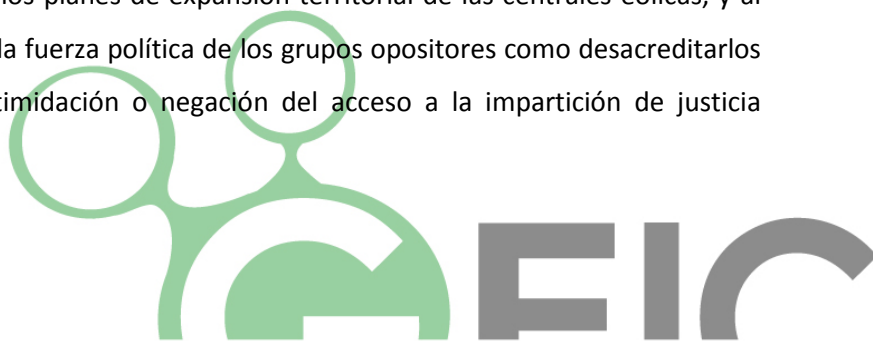 los planes de expansión territorial de las centrales eólicas, y al
la fuerza política de los grupos opositores como desacreditarlos
timidación o negación del acceso a la impartición de justicia
GEIC